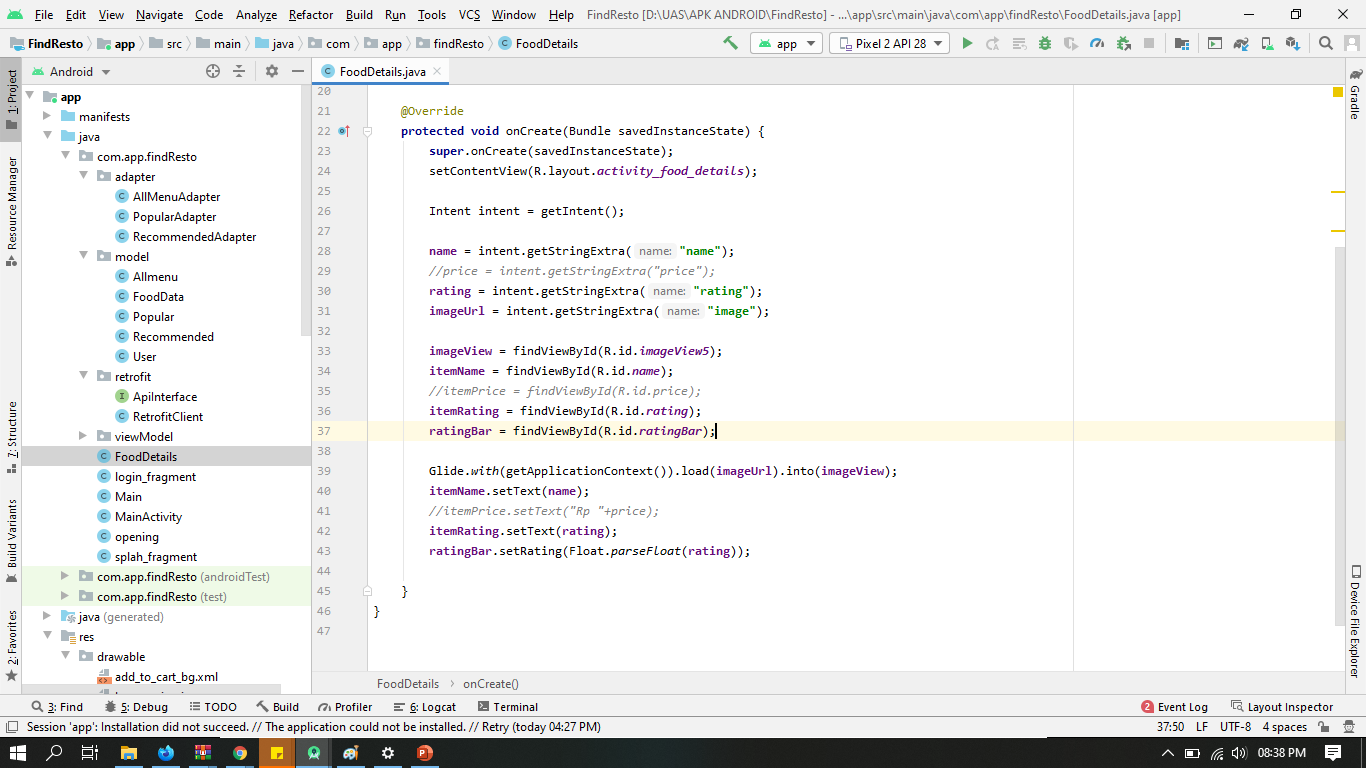 File Edit View Navigate Code Analyze Refactor Build Run Tools VCS Window Help FindResto [D:\UAS\APK ANDROID\FindResto] - ...\app\src\main\java\com\app\findResto\FoodDetails.java [app]
FindResto app src main java com app findResto FoodDetails app Pixel 2 API 28
Android FoodDetails.java
1: Project
Resource Manager
7: Structure
Build Variants
2: Favorites
app
manifests
java
com.app.findResto
adapter
AllMenuAdapter
PopularAdapter
RecommendedAdapter
model
Allmenu
FoodData
Popular
Recommended
User
retrofit
ApiInterface
RetrofitClient
viewModel
FoodDetails
login_fragment
Main
MainActivity
opening
splah_fragment
com.app.findResto (androidTest)
com.app.findResto (test)
java (generated)
res
drawable
add_to_cart_bg.xml
20
21 @Override
22 protected void onCreate(Bundle savedInstanceState) {
23 super.onCreate(savedInstanceState);
24 setContentView(R.layout.activity_food_details);
25
26 Intent intent = getIntent();
27
28 name = intent.getStringExtra( name: "name");
29 //price = intent.getStringExtra("price");
30 rating = intent.getStringExtra( name: "rating");
31 imageUrl = intent.getStringExtra( name: "image");
32
33 imageView = findViewById(R.id.imageView5);
34 itemName = findViewById(R.id.name);
35 //itemPrice = findViewById(R.id.price);
36 itemRating = findViewById(R.id.rating);
37 ratingBar = findViewById(R.id.ratingBar);
38
39 Glide.with(getApplicationContext()).load(imageUrl).into(imageView);
40 itemName.setText(name);
41 //itemPrice.setText("Rp "+price);
42 itemRating.setText(rating);
43 ratingBar.setRating(Float.parseFloat(rating));
44
45 }
46 }
47
Gradle
Device File Explorer
FoodDetails onCreate()
3: Find 5: Debug TODO Build Profiler 6: Logcat Terminal 2 Event Log Layout Inspector
Session 'app': Installation did not succeed. // The application could not be installed. // Retry (today 04:27 PM) 37:50 LF UTF-8 4 spaces
08:38 PM